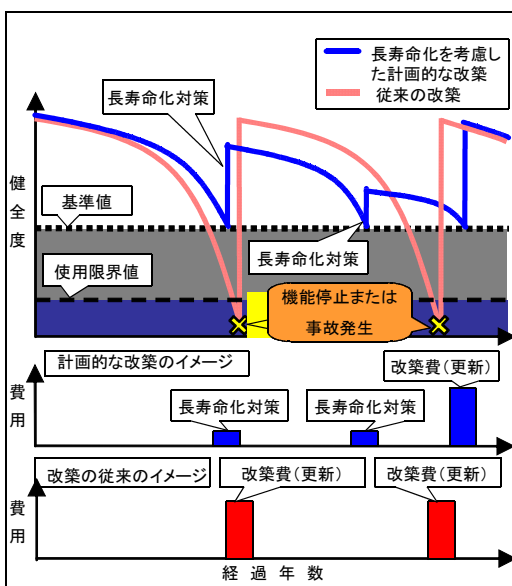 長寿命化を考慮し
た計画的な改築
従来の改築
長寿命化対策
健全度
基準値
長寿命化対策
使用限界値
機能停止または
事故発生
計画的な改築のイメージ
改築費(更新)
費用
長寿命化対策
長寿命化対策
改築の従来のイメージ
改築費(更新)
改築費(更新)
費用
経過年数